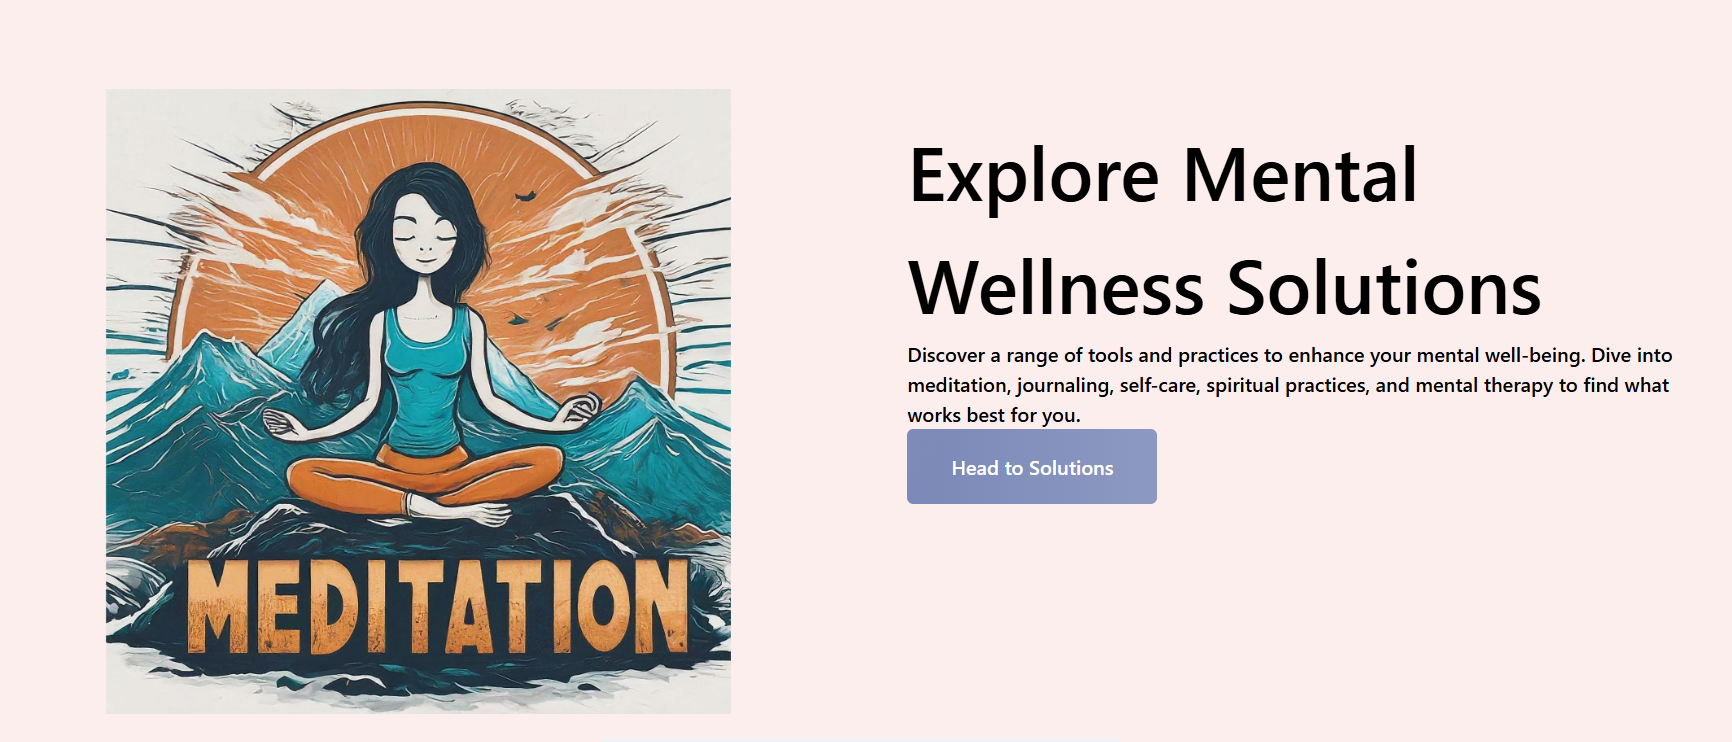 MEDITATION
Explore Mental
Wellness Solutions
Discover a range of tools and practices to enhance your mental well-being. Dive into
meditation, journaling, self-care, spiritual practices, and mental therapy to find what
works best for you.
Head to Solutions